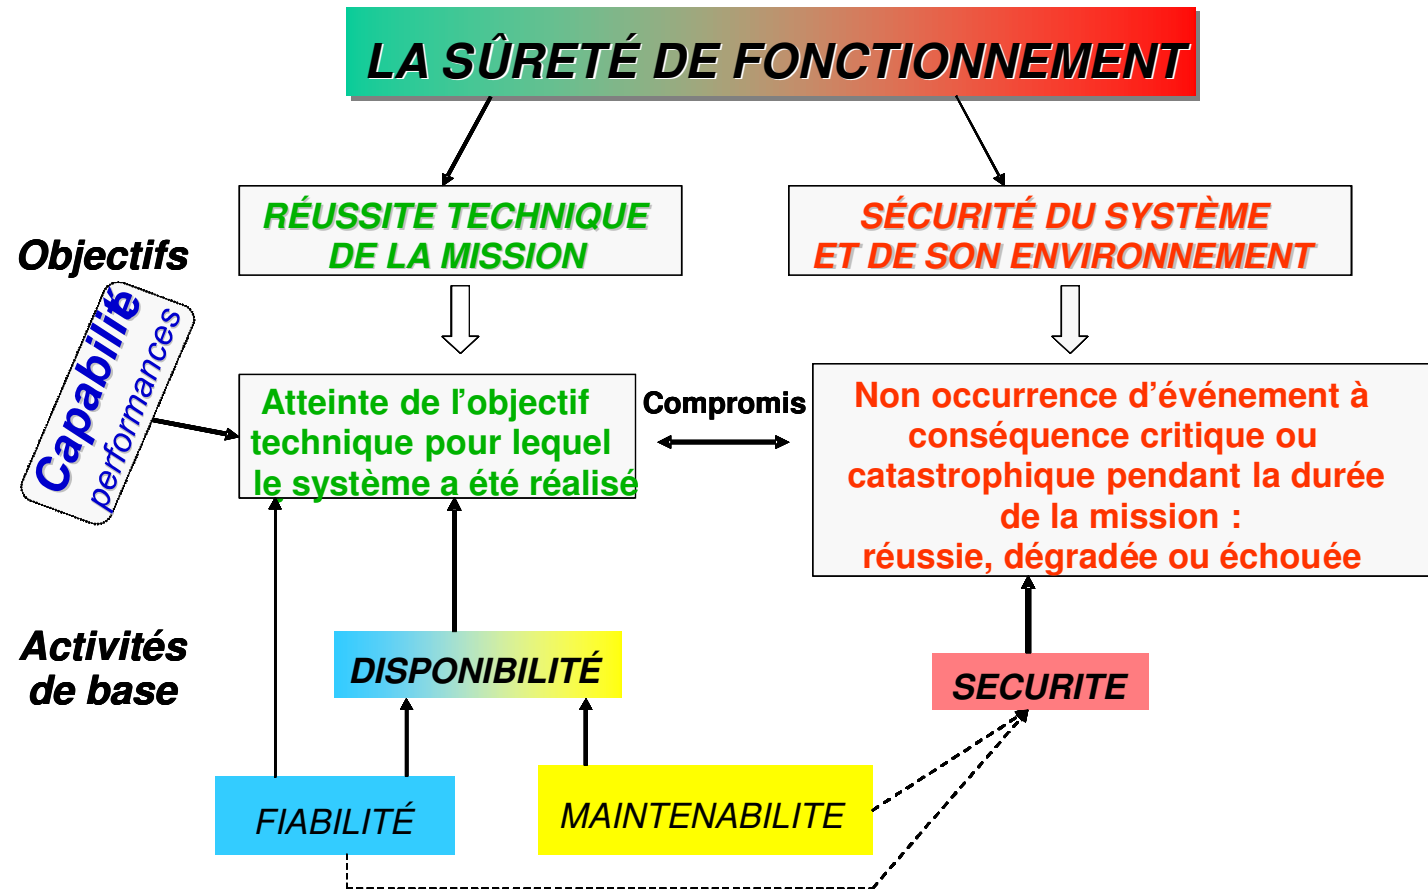 LA SÛRETÉ DE FONCTIONNEMENT
RÉUSSITE TECHNIQUE
DE LA MISSION
SÉCURITÉ DU SYSTÈME
ET DE SON ENVIRONNEMENT
Objectifs
Capabilité
performances
Atteinte de l’objectif
technique pour lequel
le système a été réalisé
Compromis
Non occurrence d’événement à
conséquence critique ou
catastrophique pendant la durée
de la mission :
réussie, dégradée ou échouée
Activités
de base
DISPONIBILITÉ
SECURITE
FIABILITÉ
MAINTENABILITE